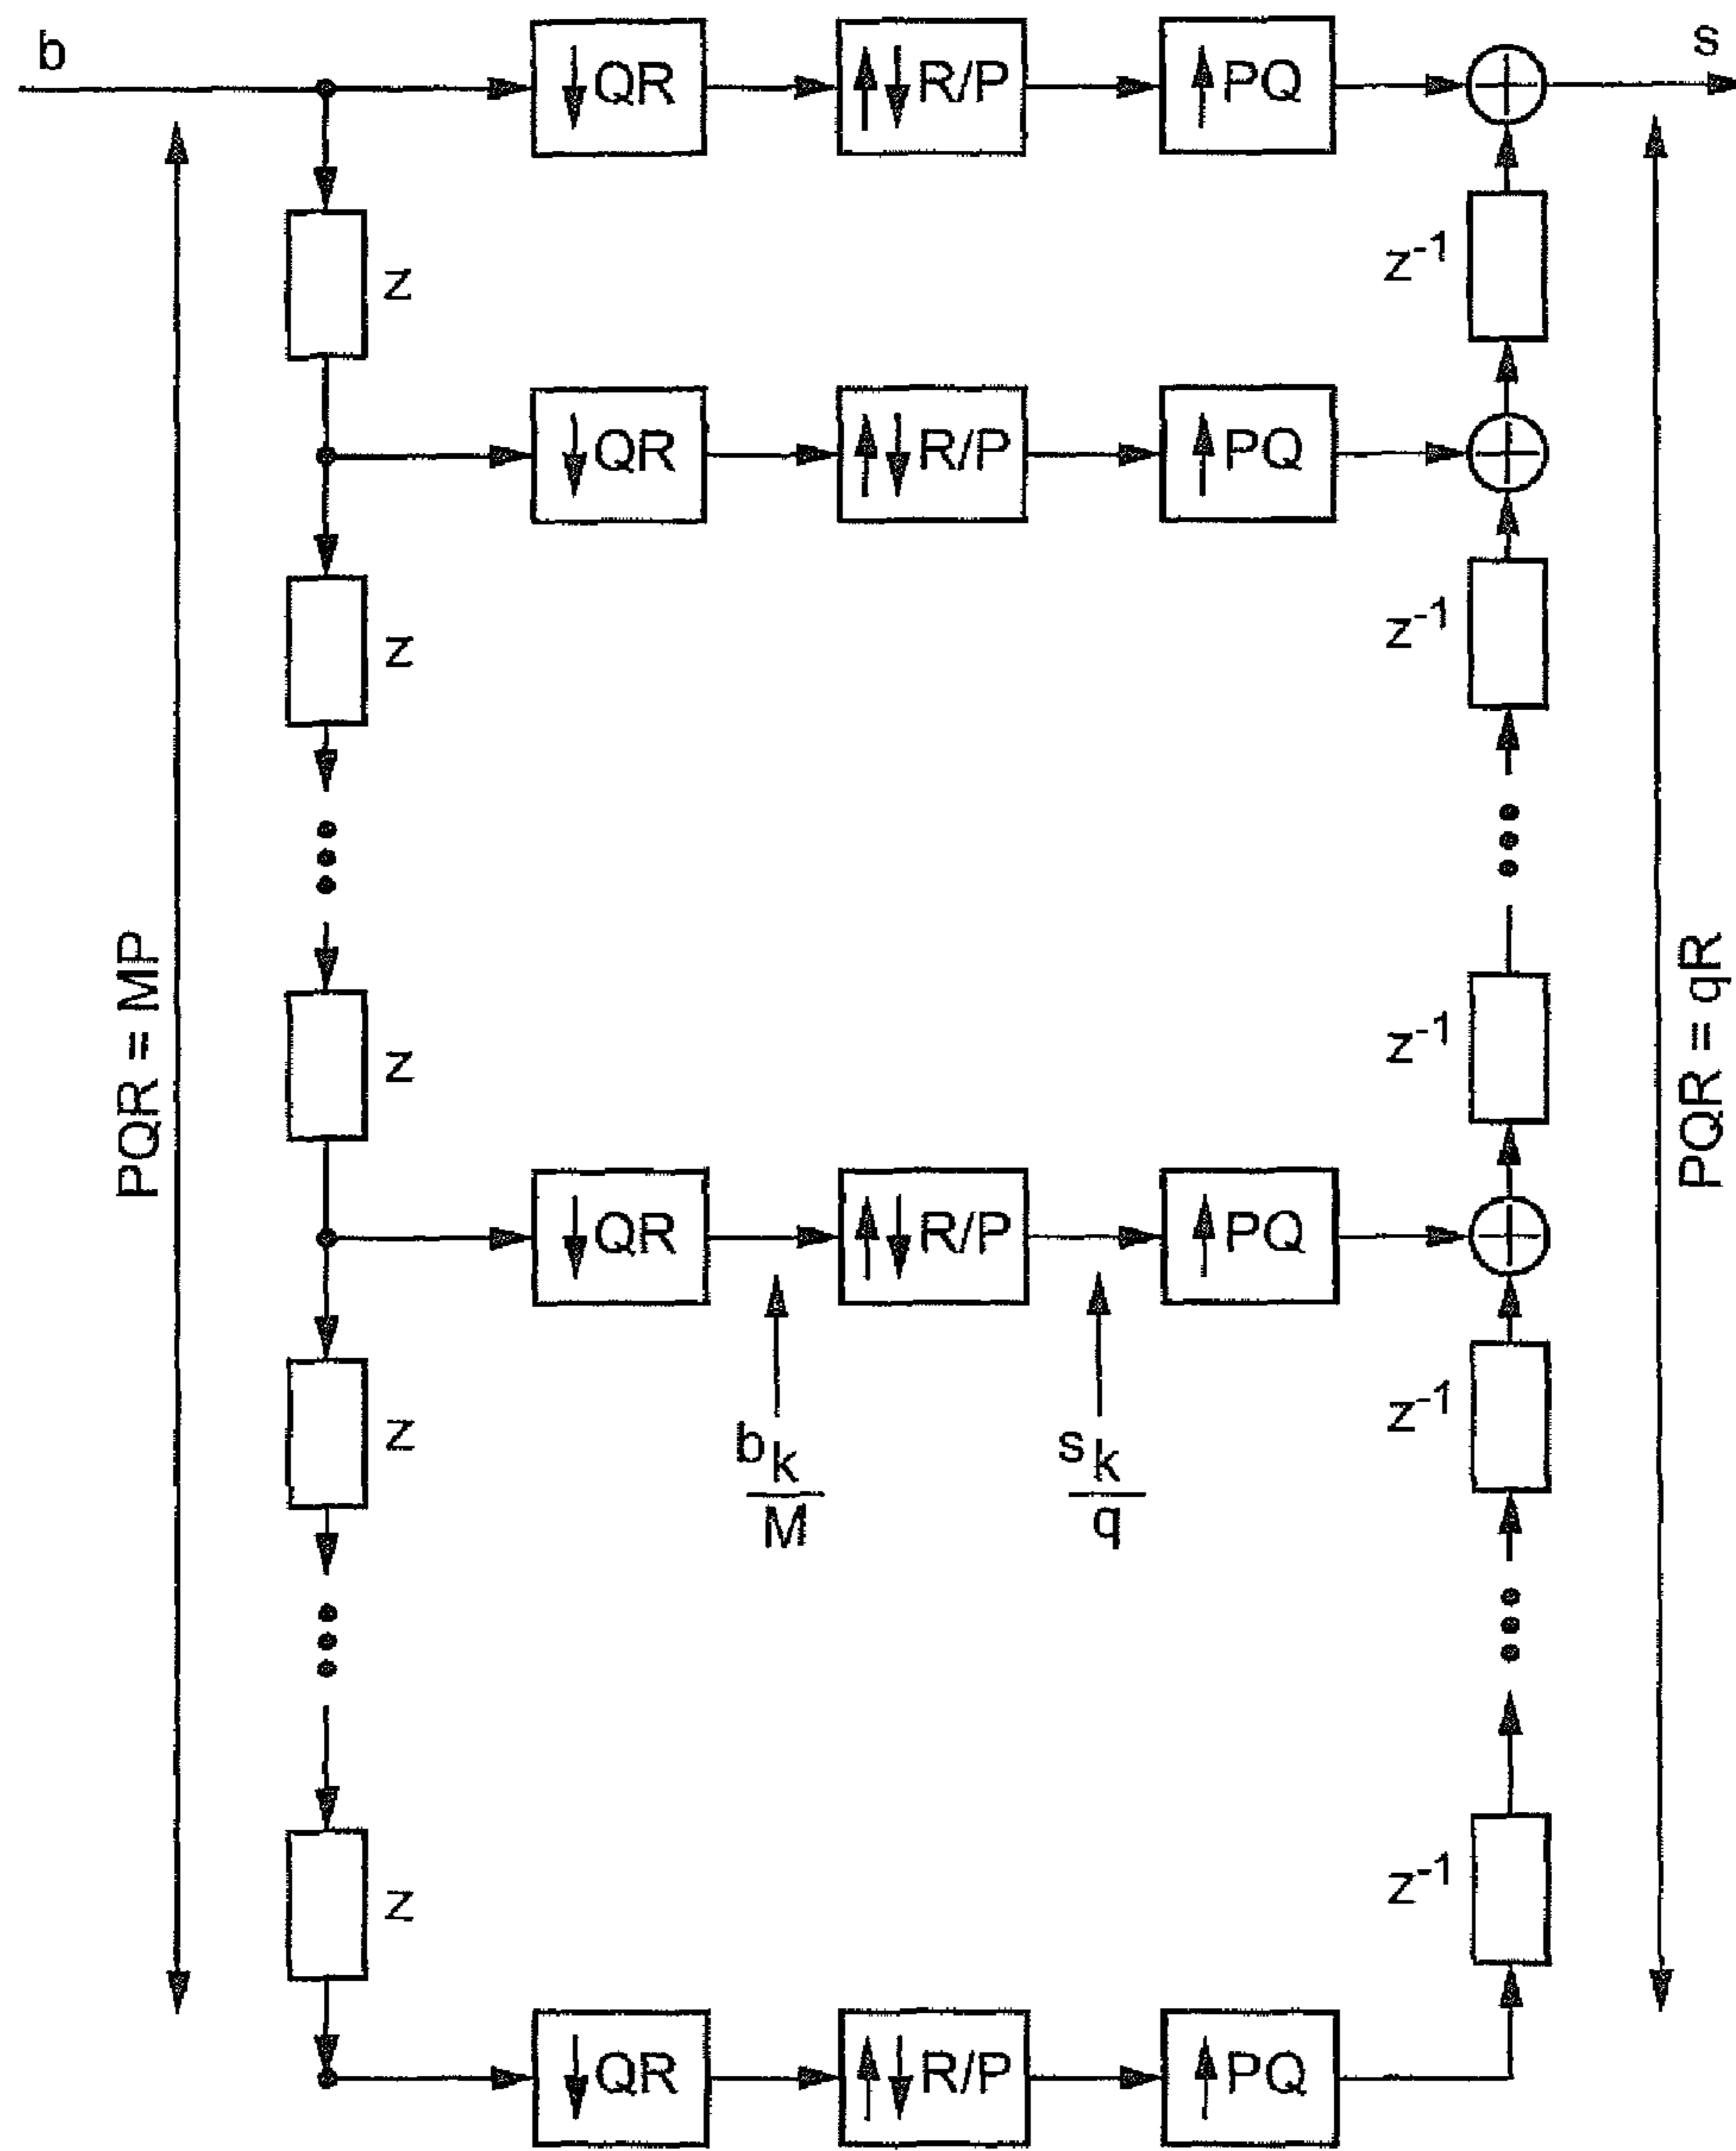 b
↓QR
↑↓R/P
↑PQ
s
z
z⁻¹
↓QR
↑↓R/P
↑PQ
z
z⁻¹
PQR = MP
PQR = qR
z
z⁻¹
↓QR
↑↓R/P
↑PQ
b_k/M
s_k/q
z
z⁻¹
z
z⁻¹
↓QR
↑↓R/P
↑PQ